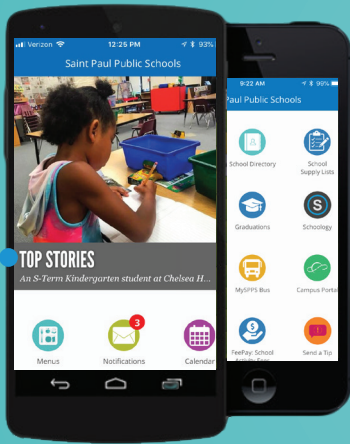 Verizon 12:25 PM 93%
Saint Paul Public Schools
TOP STORIES
An S-Term Kindergarten student at Chelsea H...
3
Menus
Notifications
Calendar
9:22 AM 99%
Paul Public Schools
School Directory
School
Supply Lists
Graduations
S
Schoology
MySPPS Bus
Campus Portal
$
FeePay: School
Activity Fees
!
Send a Tip